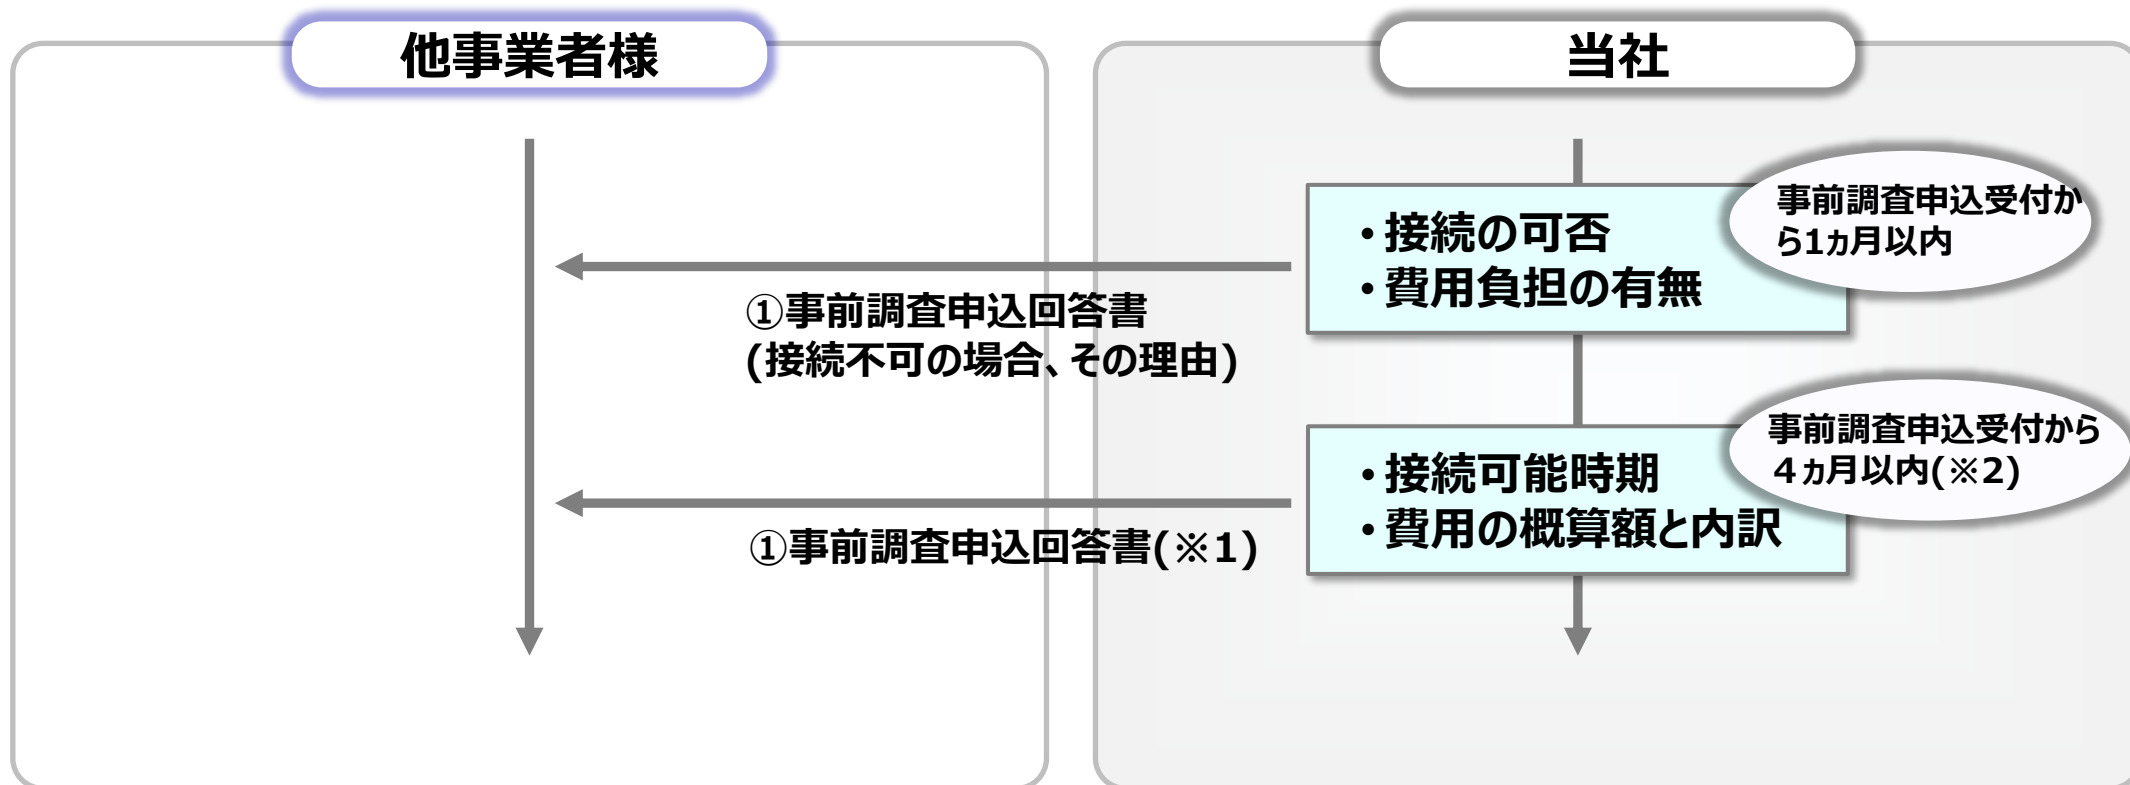 他事業者様
当社
・接続の可否
・費用負担の有無
事前調査申込受付か
ら1ヵ月以内
①事前調査申込回答書
(接続不可の場合、その理由)
・接続可能時期
・費用の概算額と内訳
事前調査申込受付から
４ヵ月以内(※2)
①事前調査申込回答書(※1)